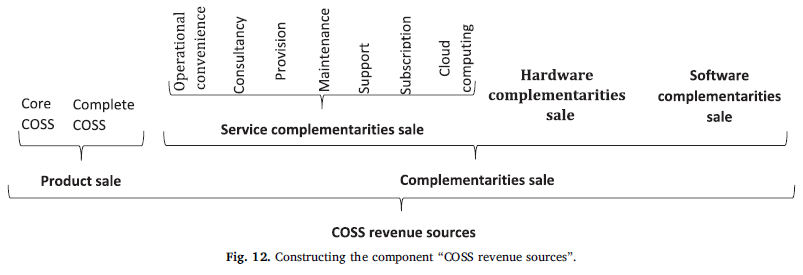 Operational
convenience
Consultancy
Provision
Maintenance
Support
Subscription
Cloud
computing
Hardware
complementarities
sale
Software
complementarities
sale
Core
COSS
Complete
COSS
Service complementarities sale
Product sale
Complementarities sale
COSS revenue sources
Fig. 12. Constructing the component “COSS revenue sources”.